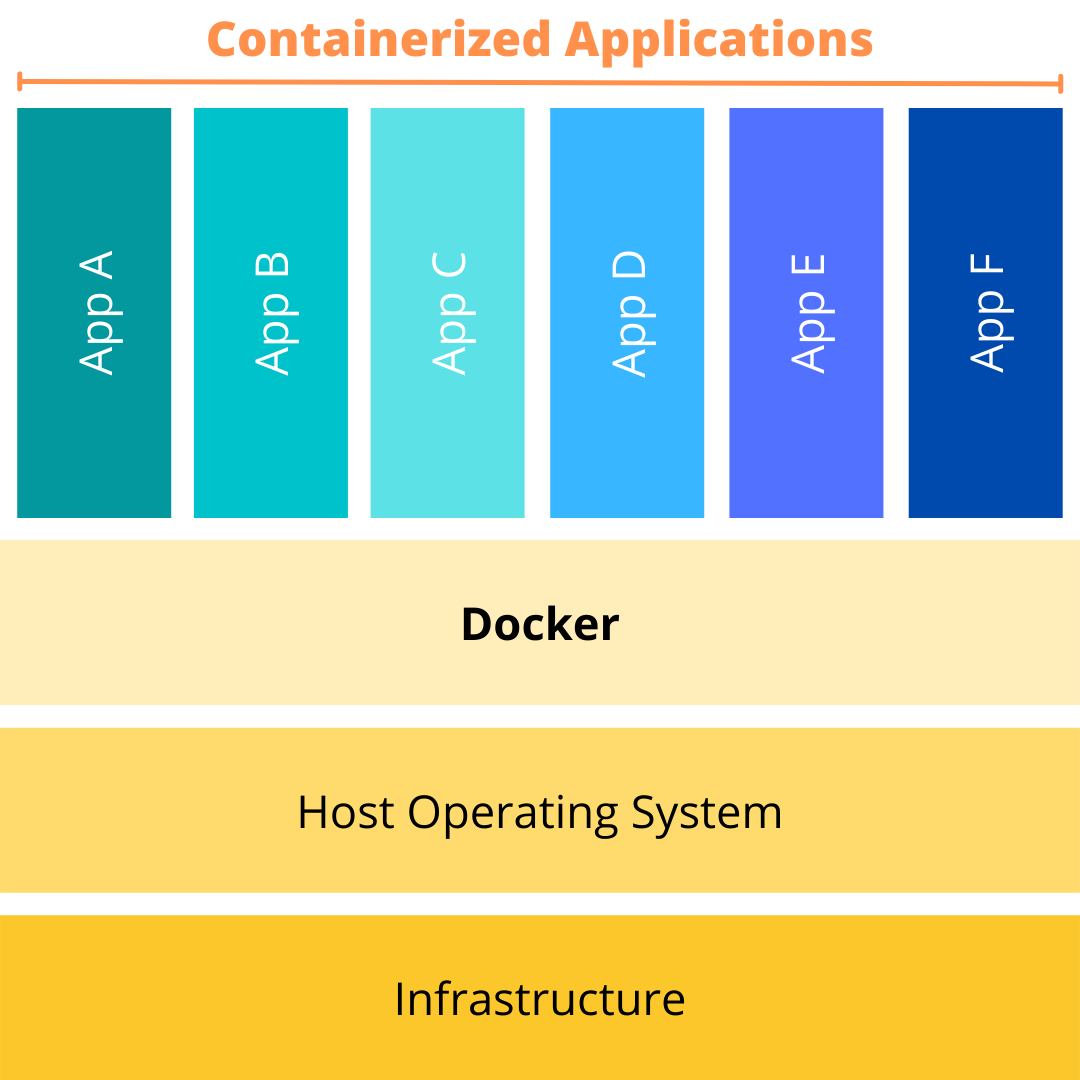 Containerized Applications
App A
App B
App C
App D
App E
App F
Docker
Host Operating System
Infrastructure